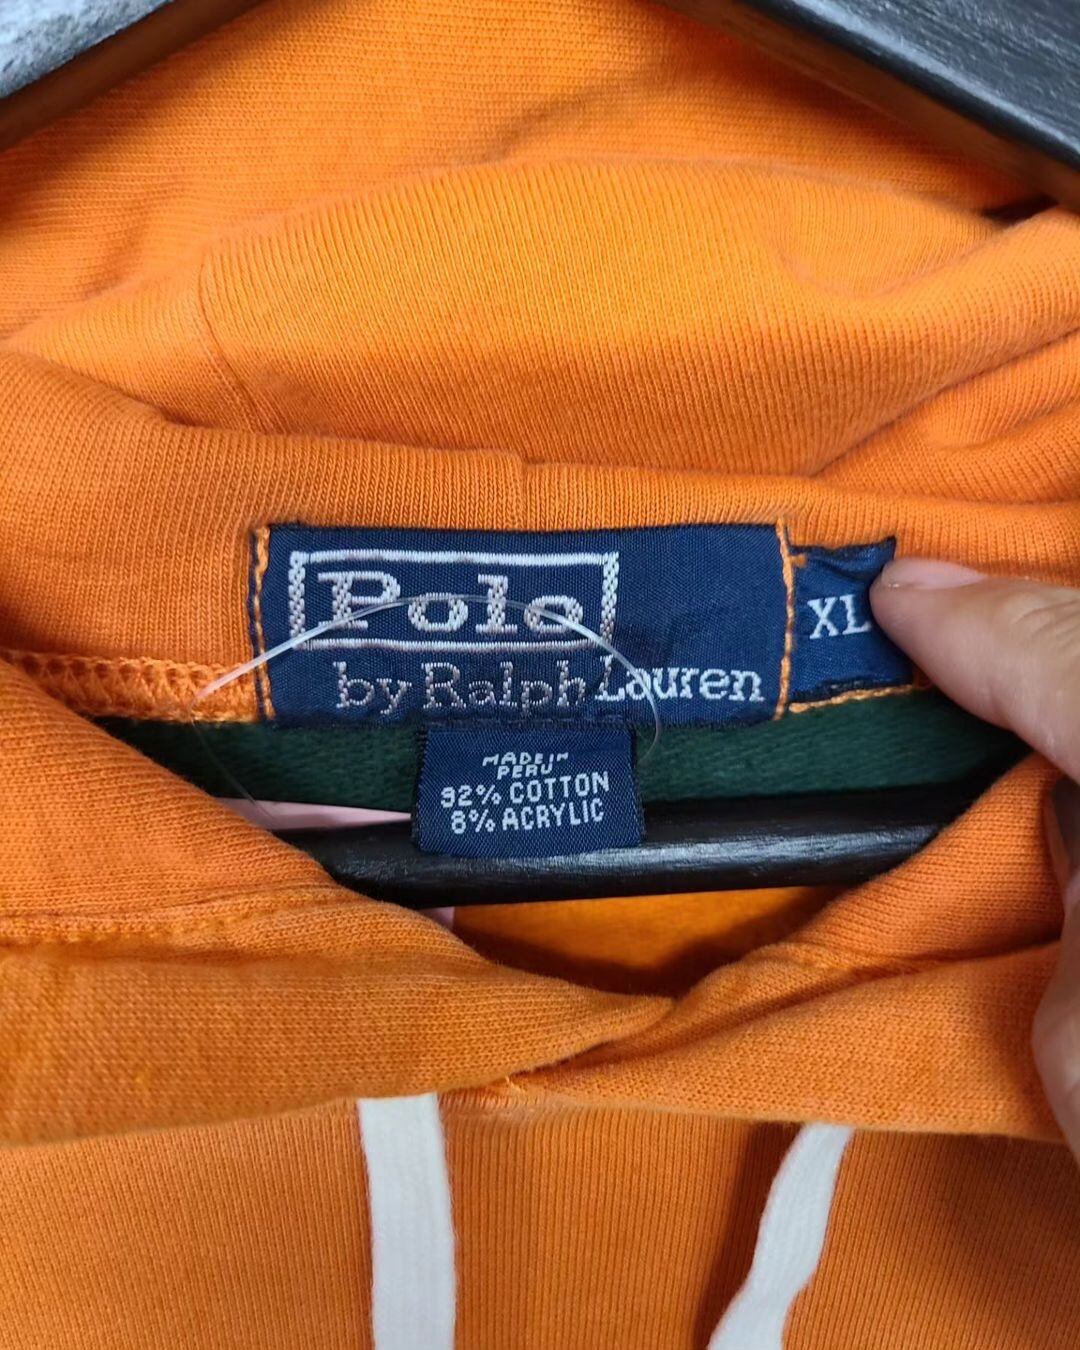 Polo
by Ralph Lauren
XL
MADE IN
PERU
92% COTTON
8% ACRYLIC